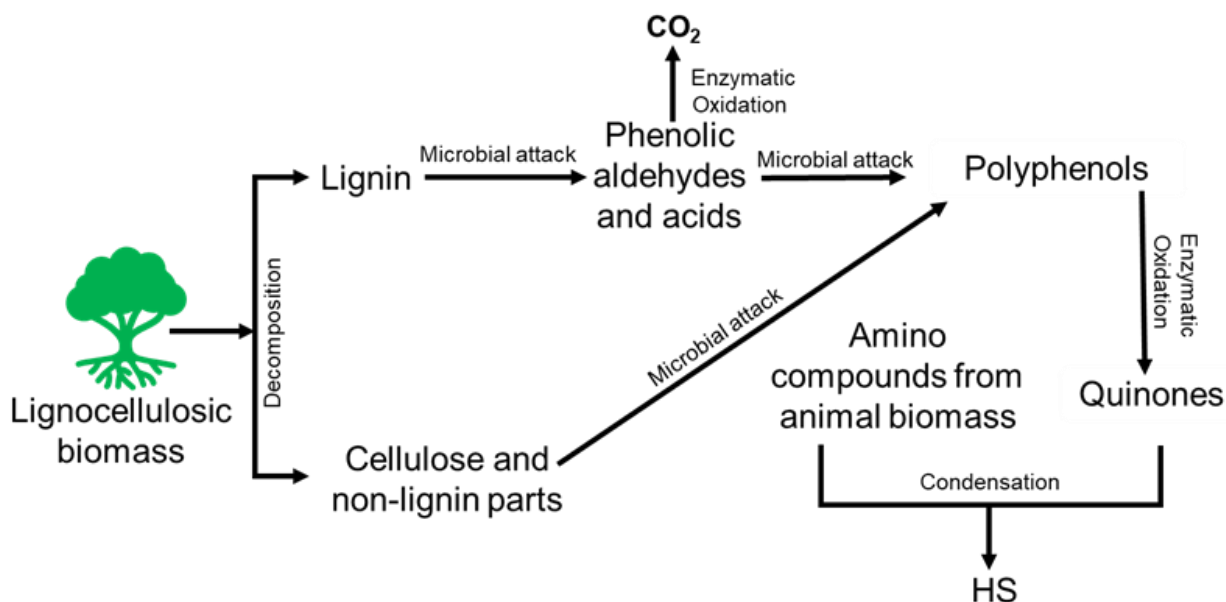 CO₂
Enzymatic
Oxidation
Lignin
Microbial attack
Phenolic
aldehydes
and acids
Microbial attack
Polyphenols
Decomposition
Enzymatic
Oxidation
Microbial attack
Lignocellulosic
biomass
Amino
compounds from
animal biomass
Quinones
Cellulose and
non-lignin parts
Condensation
HS